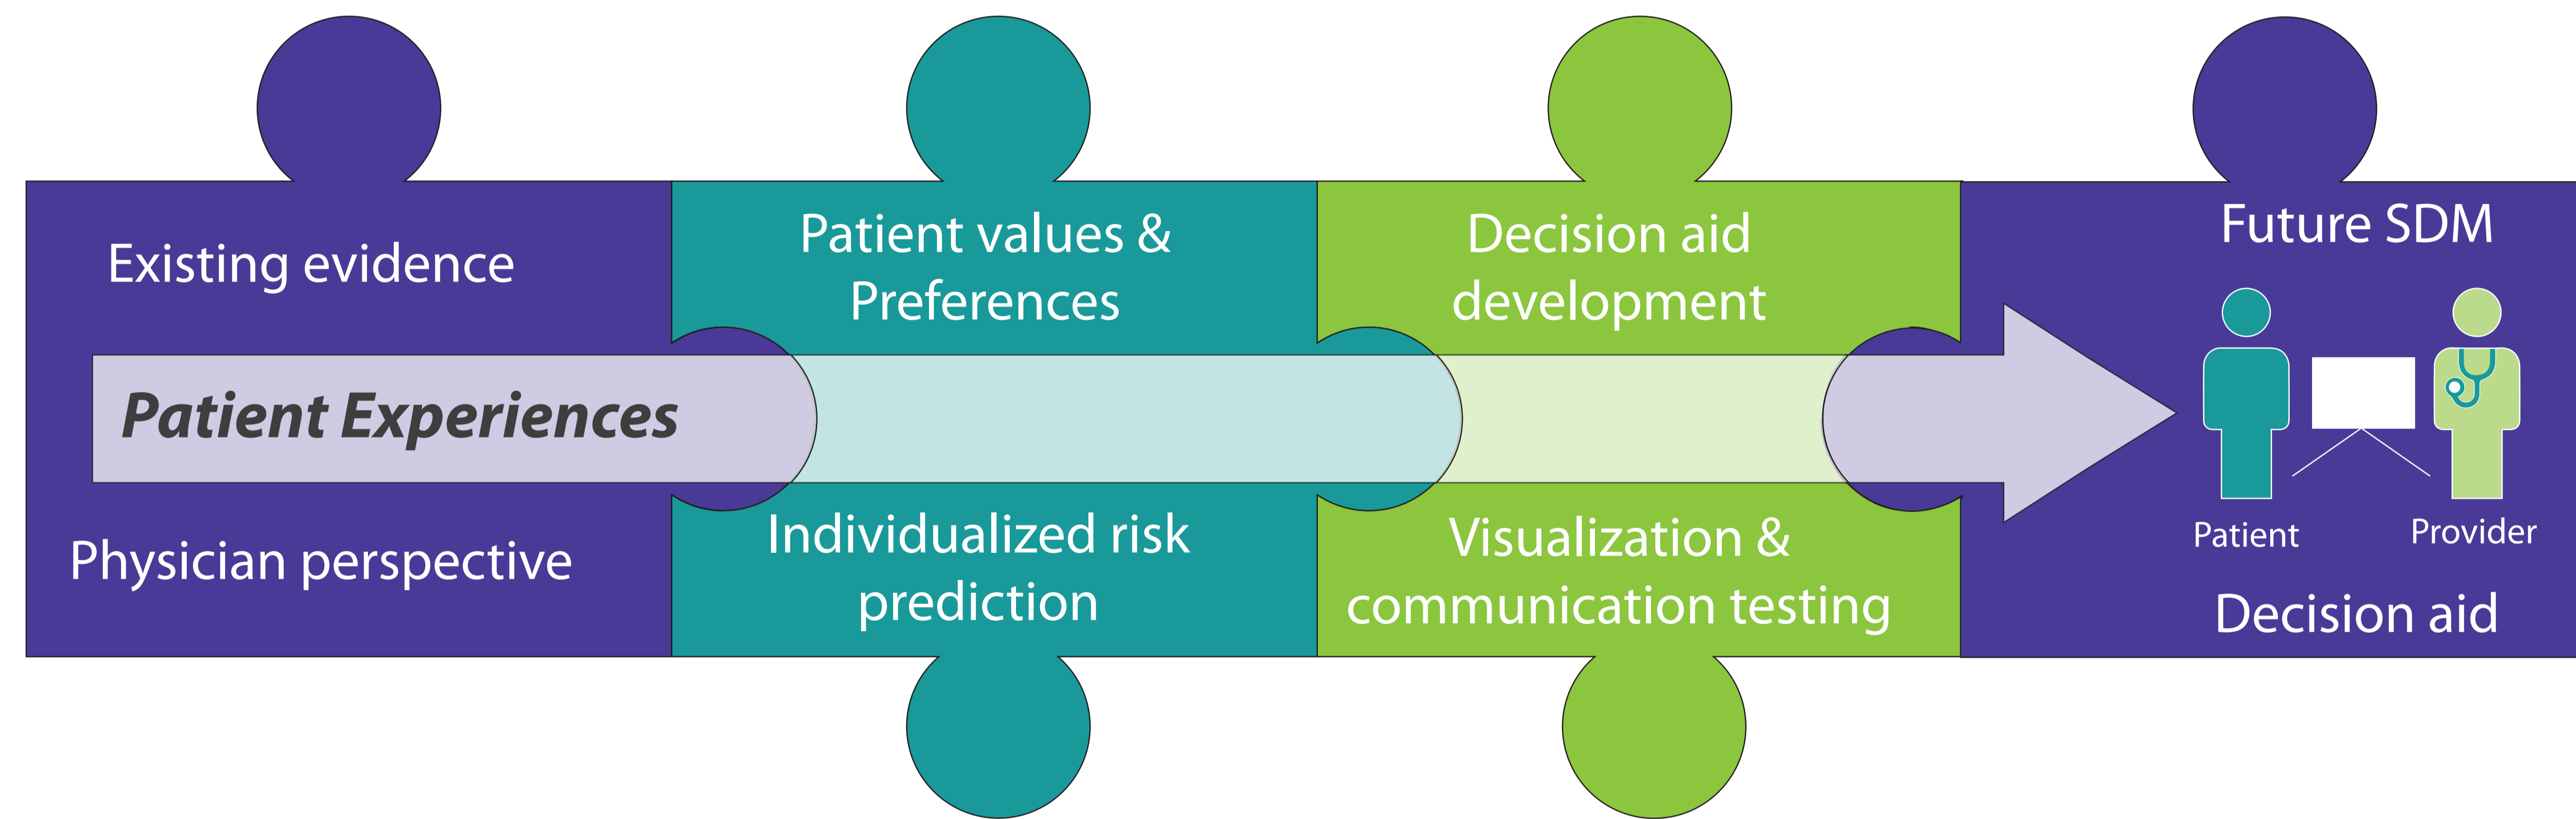 Existing evidence
Patient Experiences
Physician perspective
Patient values &
Preferences
Individualized risk
prediction
Decision aid
development
Visualization &
communication testing
Future SDM
Patient
Provider
Decision aid